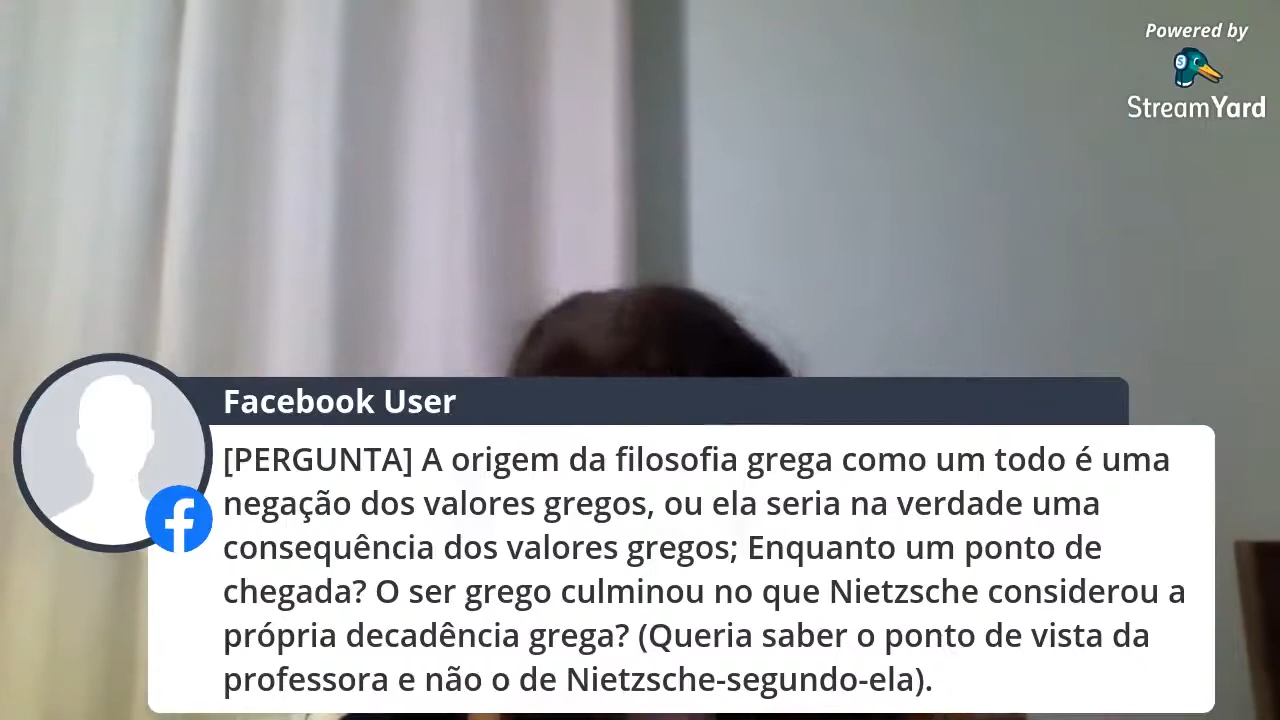 Powered by
StreamYard
Facebook User
[PERGUNTA] A origem da filosofia grega como um todo é uma
negação dos valores gregos, ou ela seria na verdade uma
consequência dos valores gregos; Enquanto um ponto de
chegada? O ser grego culminou no que Nietzsche considerou a
própria decadência grega? (Queria saber o ponto de vista da
professora e não o de Nietzsche-segundo-ela).